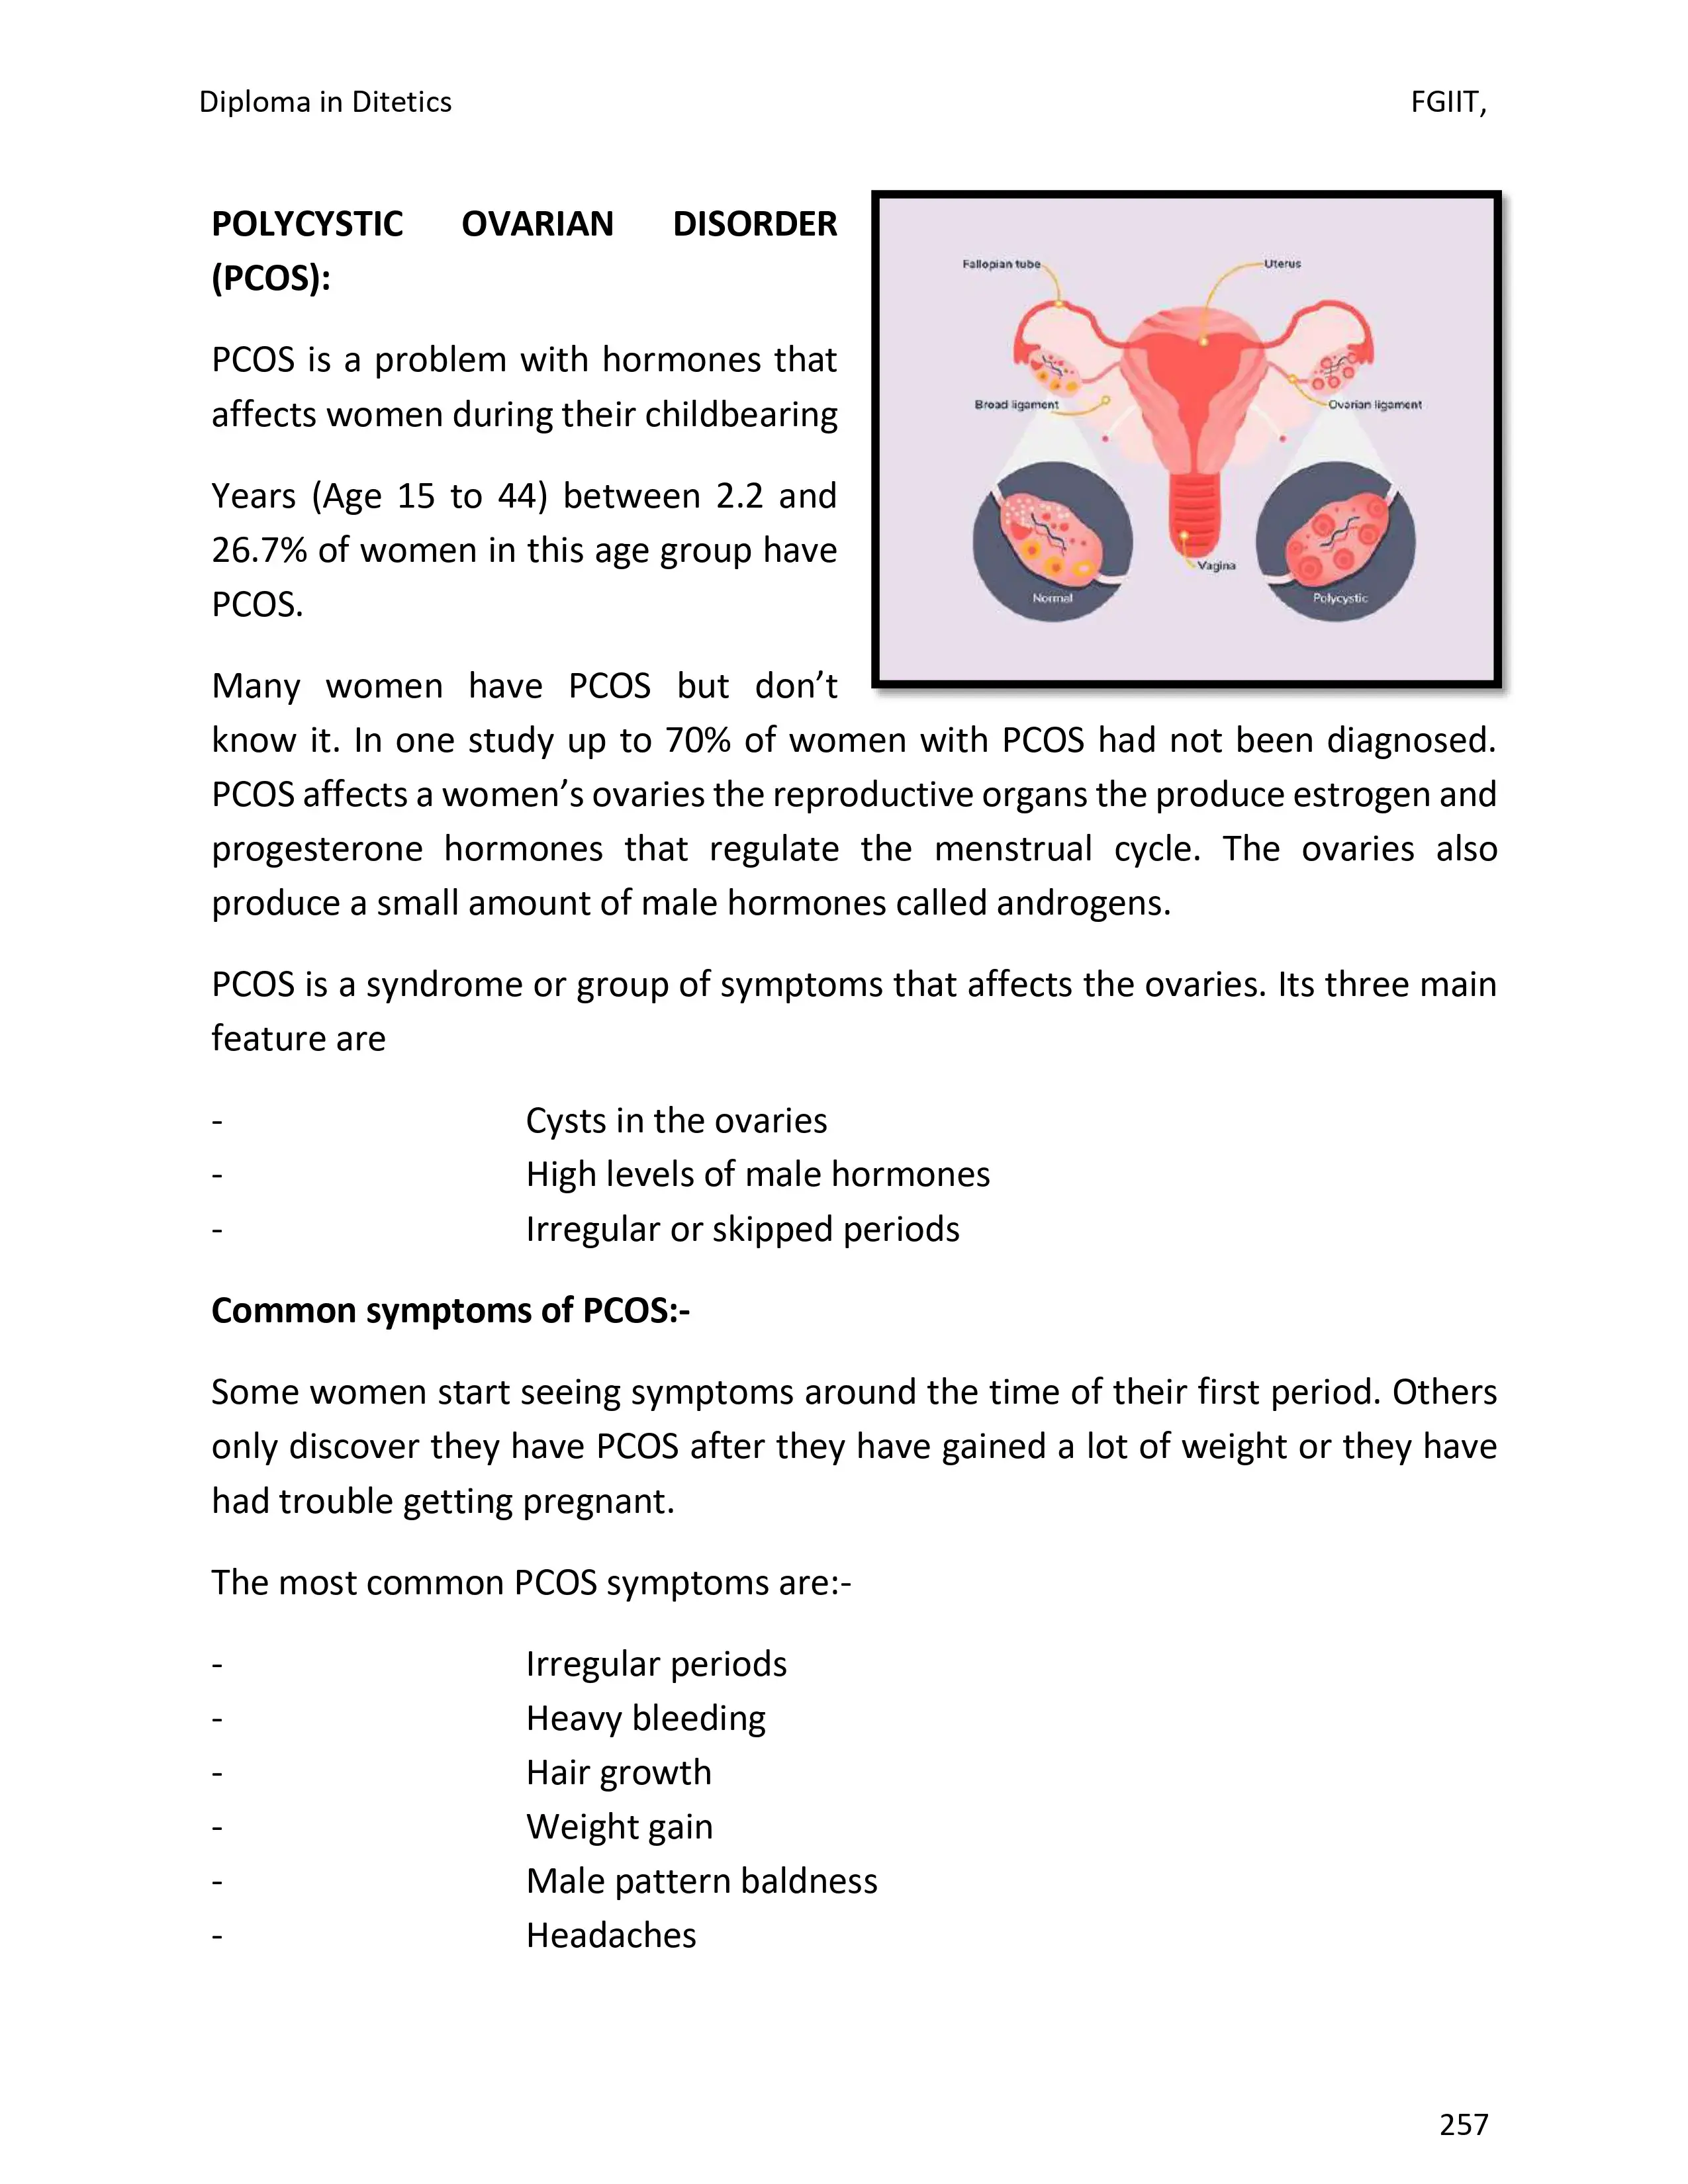 Diploma in Ditetics FGIIT,
POLYCYSTIC OVARIAN DISORDER
(PCOS):
PCOS is a problem with hormones that
affects women during their childbearing
Years (Age 15 to 44) between 2.2 and
26.7% of women in this age group have
PCOS.
Fallopian tube
Uterus
Broad ligament
Ovarian ligament
Vagina
Normal
Polycystic
Many women have PCOS but don’t
know it. In one study up to 70% of women with PCOS had not been diagnosed.
PCOS affects a women’s ovaries the reproductive organs the produce estrogen and
progesterone hormones that regulate the menstrual cycle. The ovaries also
produce a small amount of male hormones called androgens.
PCOS is a syndrome or group of symptoms that affects the ovaries. Its three main
feature are
- Cysts in the ovaries
- High levels of male hormones
- Irregular or skipped periods
Common symptoms of PCOS:-
Some women start seeing symptoms around the time of their first period. Others
only discover they have PCOS after they have gained a lot of weight or they have
had trouble getting pregnant.
The most common PCOS symptoms are:-
- Irregular periods
- Heavy bleeding
- Hair growth
- Weight gain
- Male pattern baldness
- Headaches
257